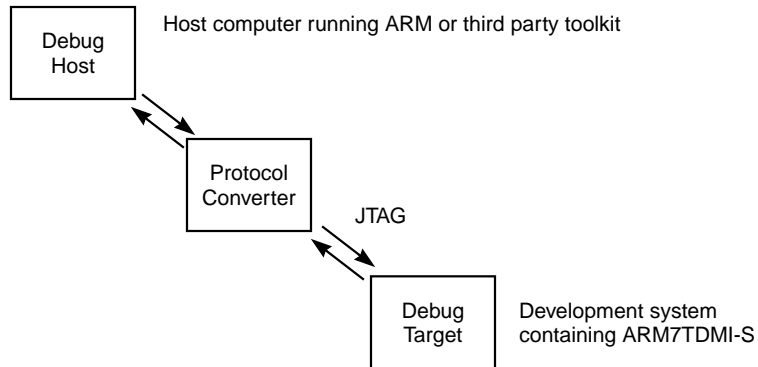 Debug
Host
Host computer running ARM or third party toolkit
Protocol
Converter
JTAG
Debug
Target
Development system
containing ARM7TDMI-S